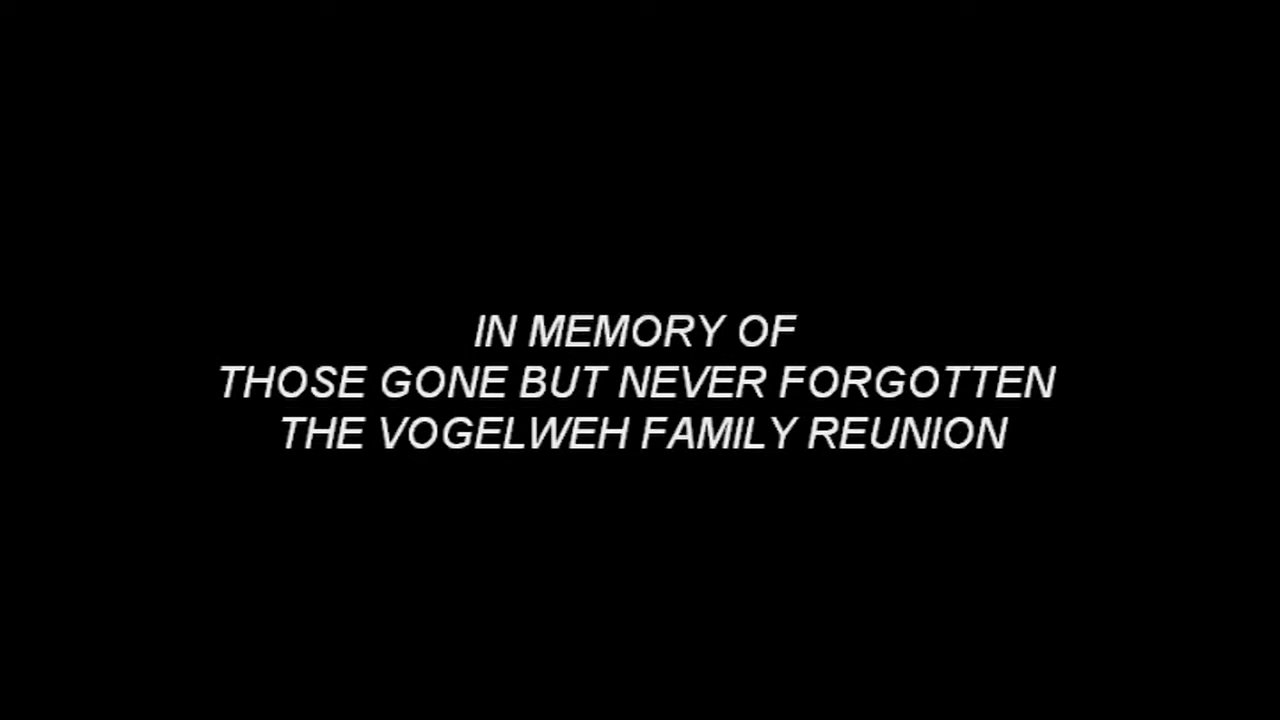 IN MEMORY OF
THOSE GONE BUT NEVER FORGOTTEN
THE VOGELWEH FAMILY REUNION